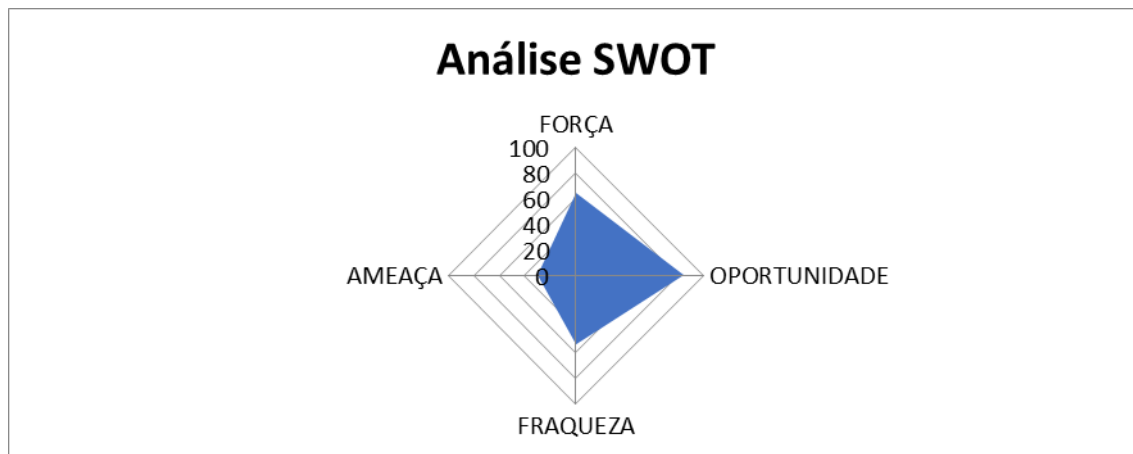 Análise SWOT
FORÇA
100
80
60
40
20
0
AMEAÇA
OPORTUNIDADE
FRAQUEZA